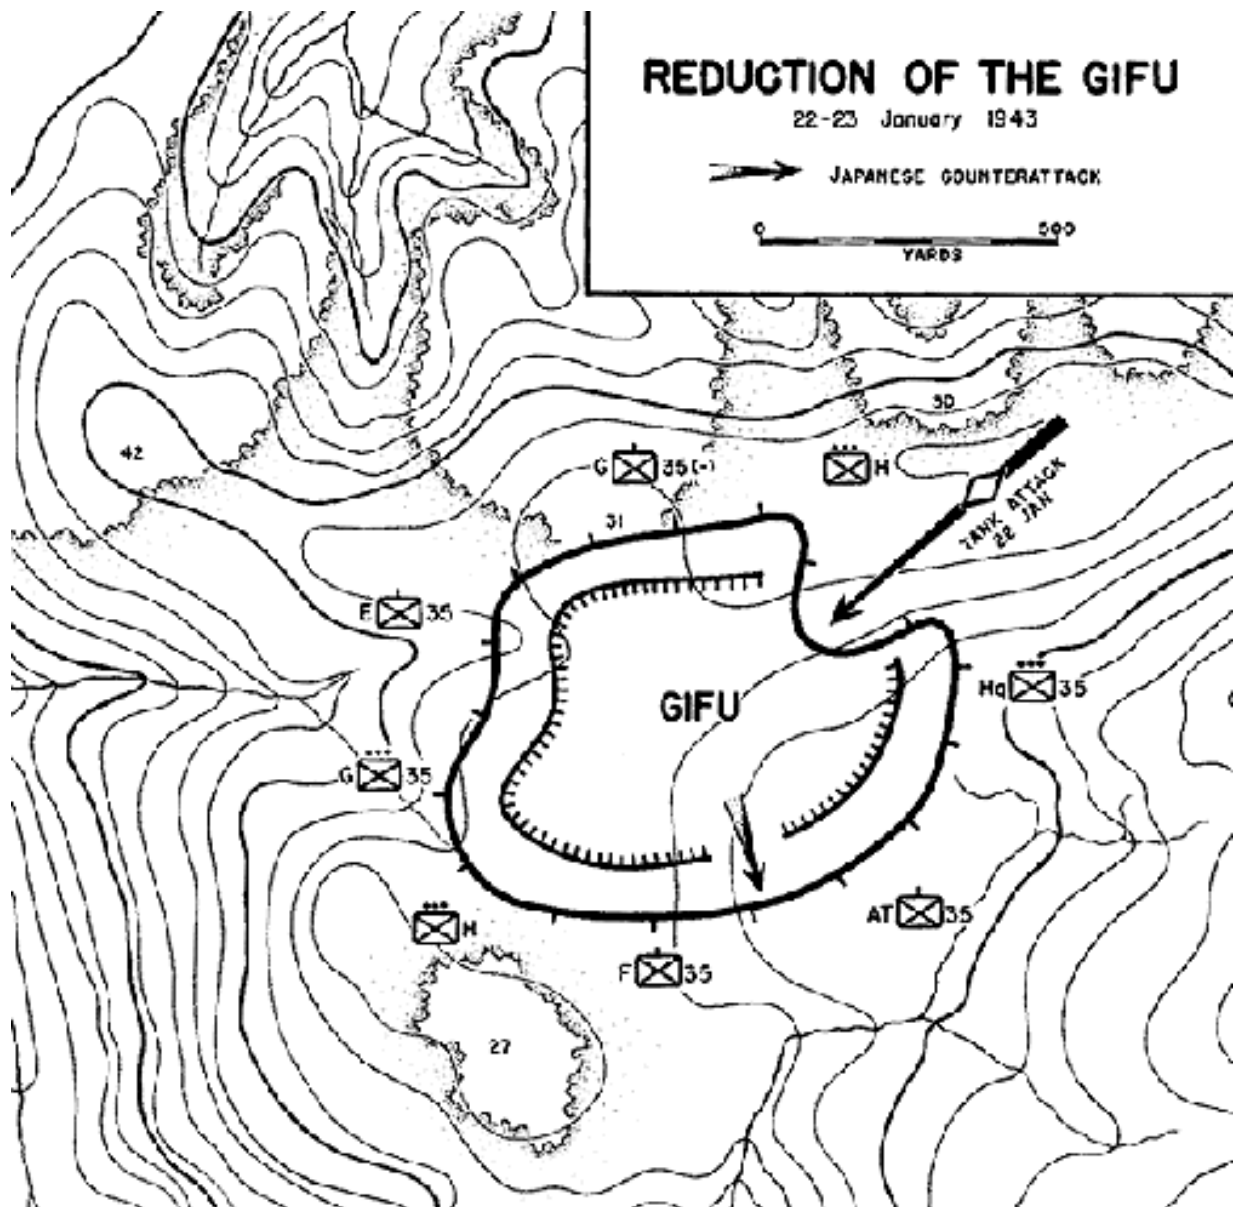 REDUCTION OF THE GIFU
22-23 January 1943
JAPANESE COUNTERATTACK
0 500
YARDS
50
42
G 35(-)
H
TANK ATTACK
22 JAN
31
E 35
Hq 35
GIFU
G 35
AT 35
H
F 35
27